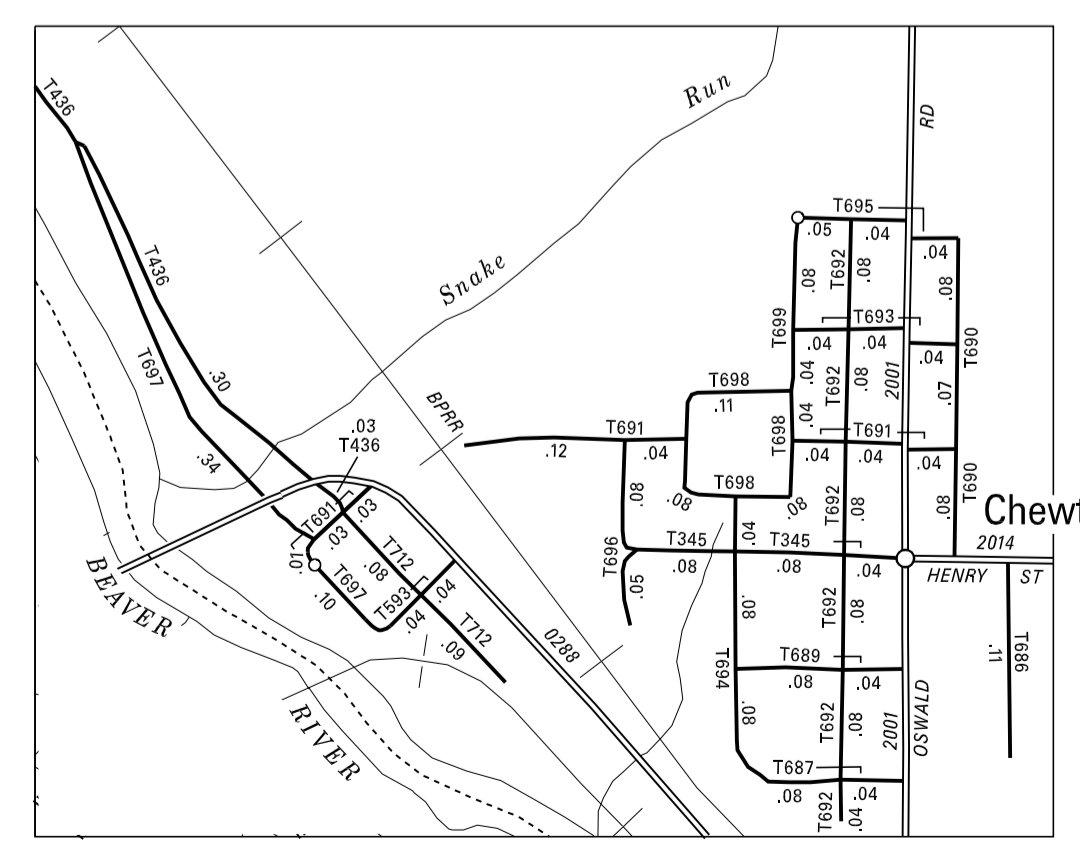 T436
Run
RD
T695
.05
.04
.04
T692
.08
.08
.08
Snake
T436
T699
T693
.04
.04
.04
T690
T697
.30
T698
.11
.04
T692
.08
2001
.07
BPRR
.03
T436
T691
.12
.04
.04
T698
T691
.04
.04
.04
T690
.34
.08
.08
T698
.08
T692
.08
.08
Chewt
T691
.03
.03
T696
T345
.08
.04
T345
.08
.04
2014
HENRY ST
.01
T712
.08
T697
.10
T593
.04
.04
.05
.08
T692
.08
BEAVER
T712
.09
0288
T694
T689
.08
.04
T686
.11
RIVER
.08
T692
.08
2001
OSWALD
T687
.08
.04
T692
.04